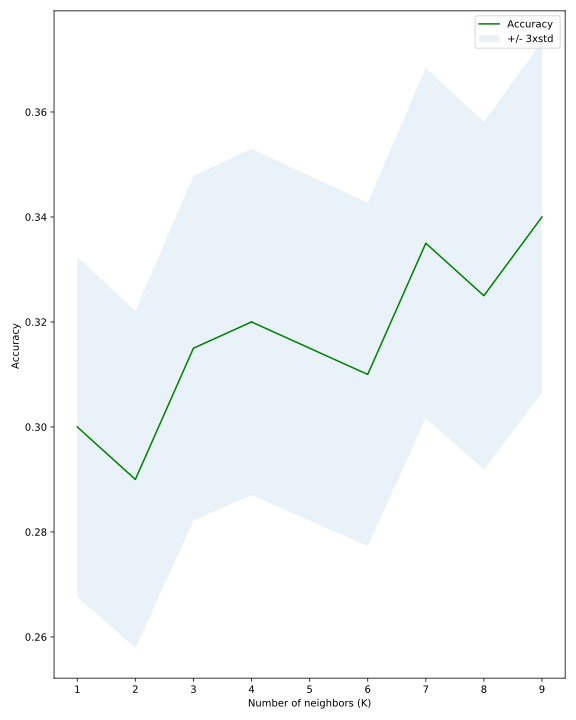 Accuracy
+/- 3xstd
0.36
0.34
0.32
0.30
0.28
0.26
Accuracy
1 2 3 4 5 6 7 8 9
Number of neighbors (K)